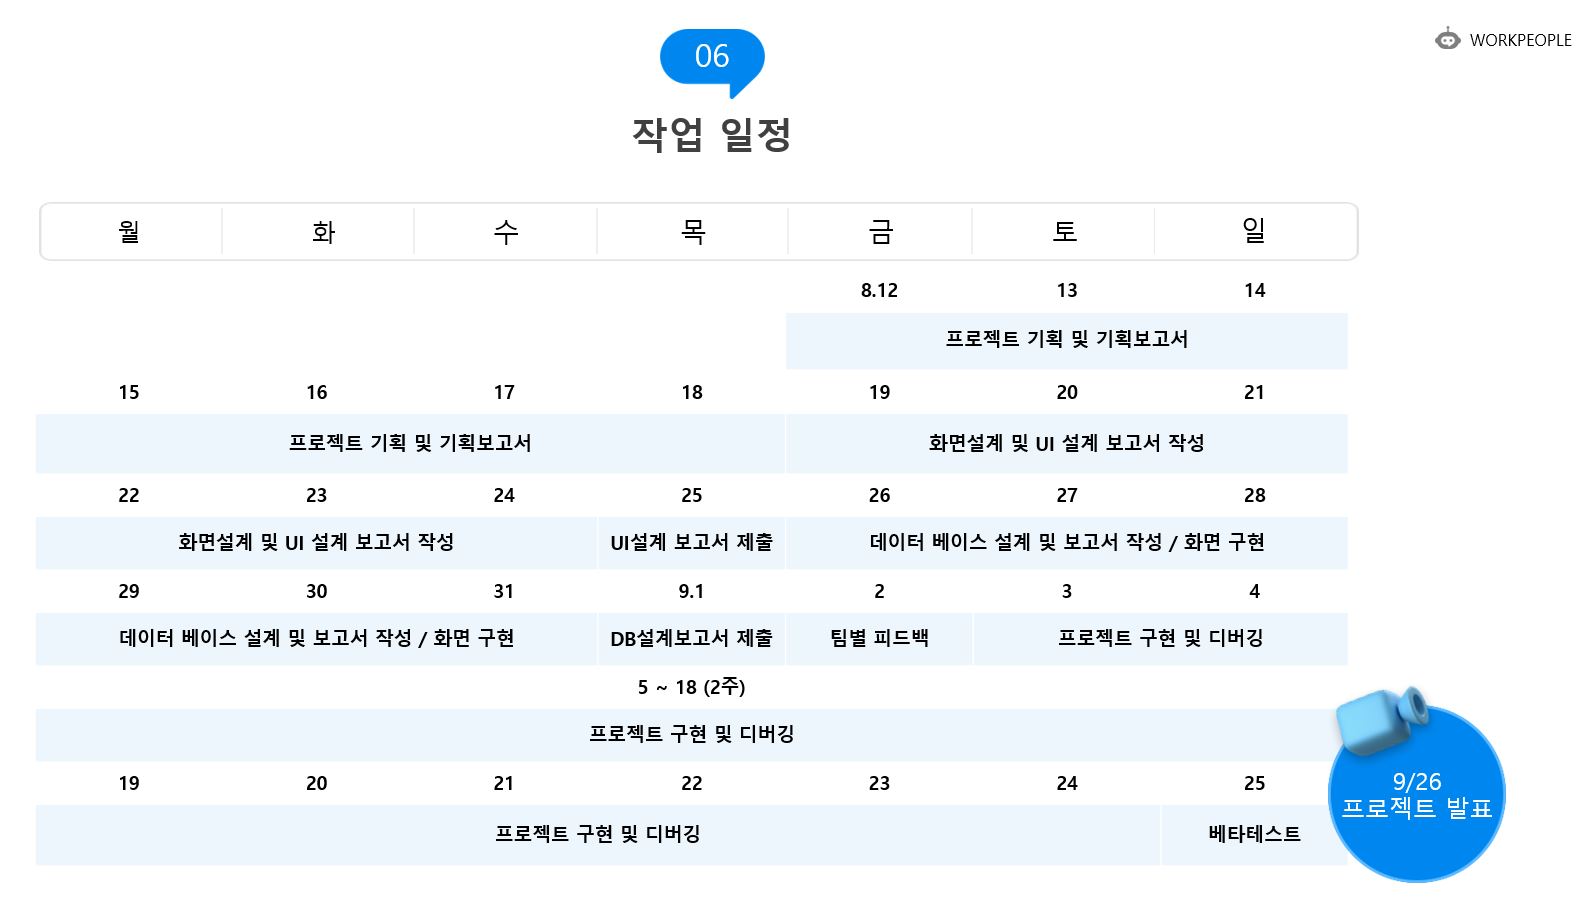 06
WORKPEOPLE
작업 일정
월 화 수 목 금 토 일
8.12 13 14
프로젝트 기획 및 기획보고서
15 16 17 18 19 20 21
프로젝트 기획 및 기획보고서 화면설계 및 UI 설계 보고서 작성
22 23 24 25 26 27 28
화면설계 및 UI 설계 보고서 작성 UI설계 보고서 제출 데이터 베이스 설계 및 보고서 작성 / 화면 구현
29 30 31 9.1 2 3 4
데이터 베이스 설계 및 보고서 작성 / 화면 구현 DB설계보고서 제출 팀별 피드백 프로젝트 구현 및 디버깅
5 ~ 18 (2주)
프로젝트 구현 및 디버깅
19 20 21 22 23 24 25
프로젝트 구현 및 디버깅 베타테스트
9/26
프로젝트 발표